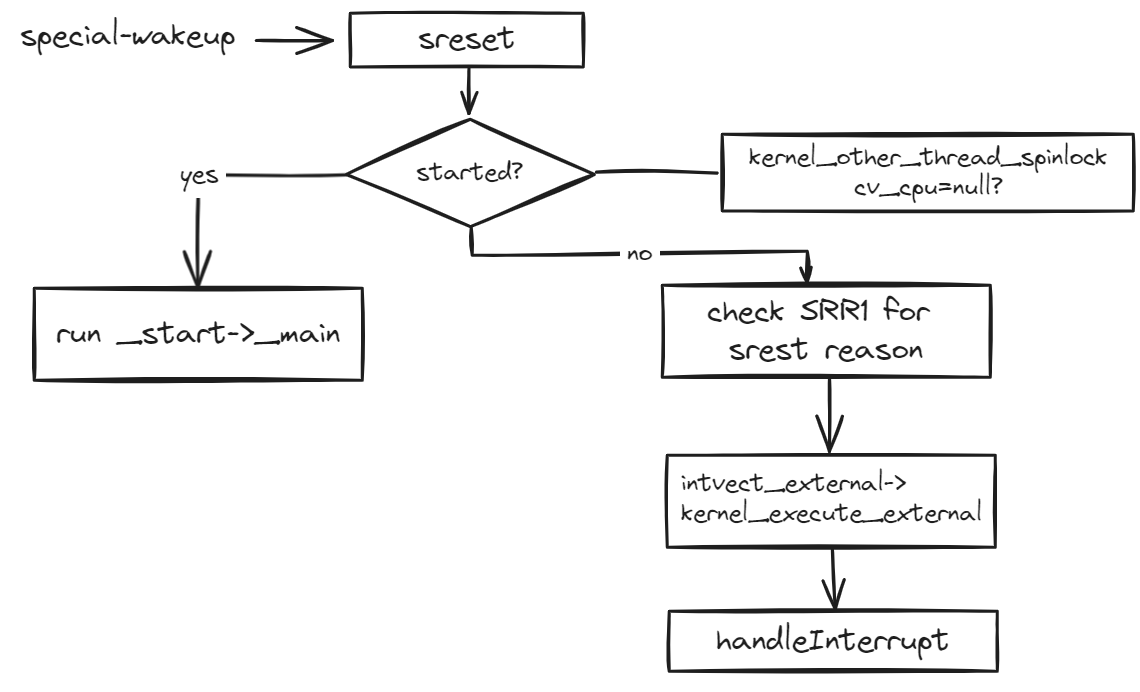 special-wakeup
sreset
started?
kernel_other_thread_spinlock
cv_cpu=null?
yes
no
run _start->_main
check SRR1 for
srest reason
intvect_external->
kernel_execute_external
handleInterrupt